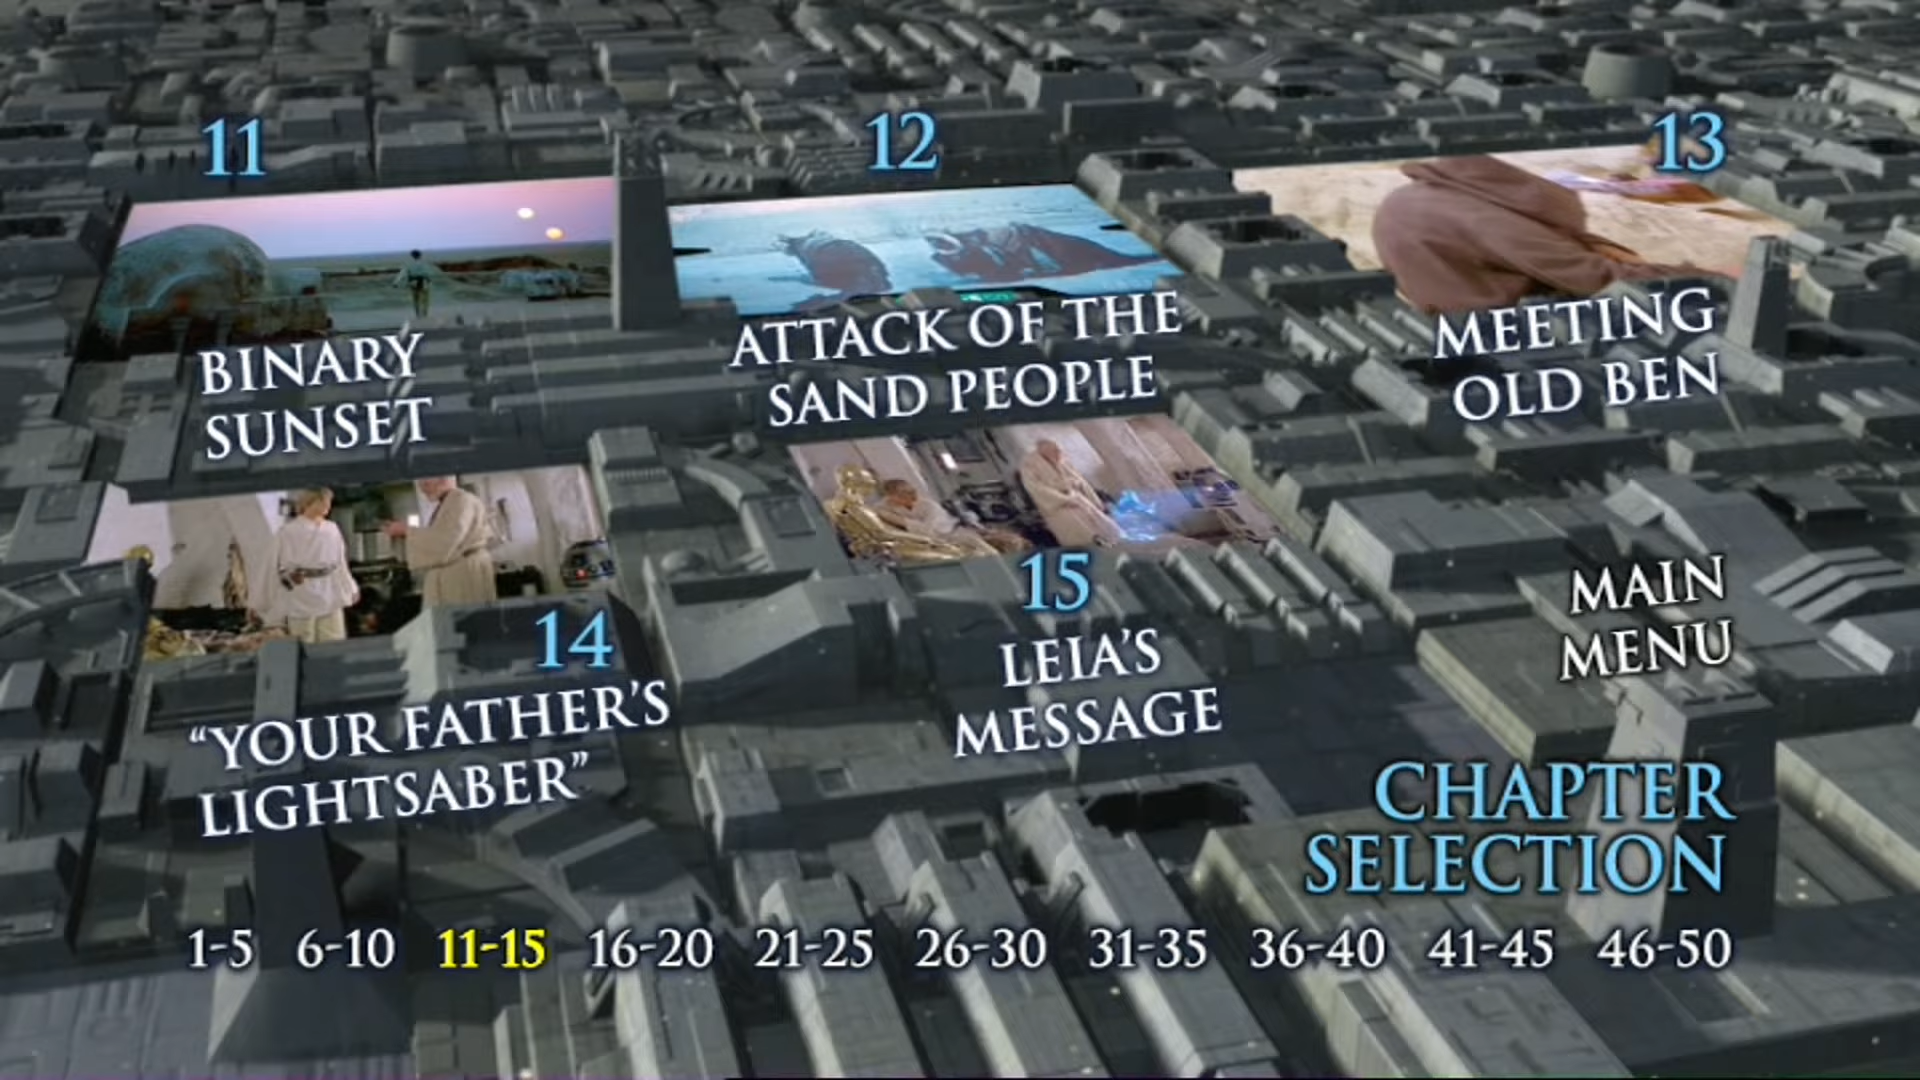 11
BINARY
SUNSET
12
ATTACK OF THE
SAND PEOPLE
13
MEETING
OLD BEN
14
“YOUR FATHER’S
LIGHTSABER”
15
LEIA’S
MESSAGE
MAIN
MENU
CHAPTER
SELECTION
1-5 6-10 11-15 16-20 21-25 26-30 31-35 36-40 41-45 46-50